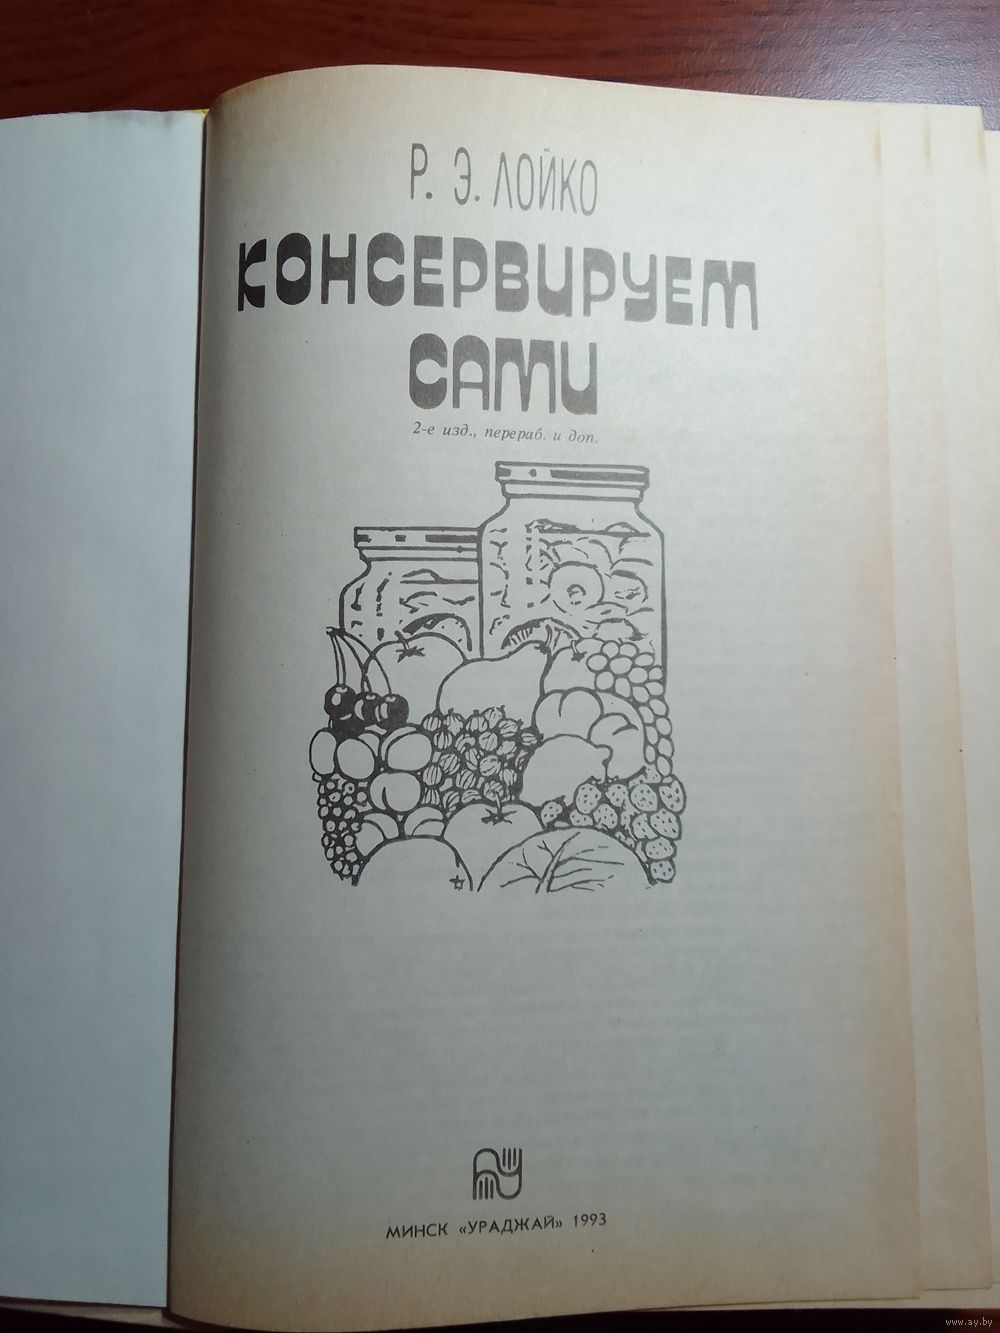 Р. Э. ЛОЙКО
КОНСЕРВИРУЕМ
САМИ
2-е изд., перераб. и доп.
МИНСК «УРАДЖАЙ» 1993
www.ay.by